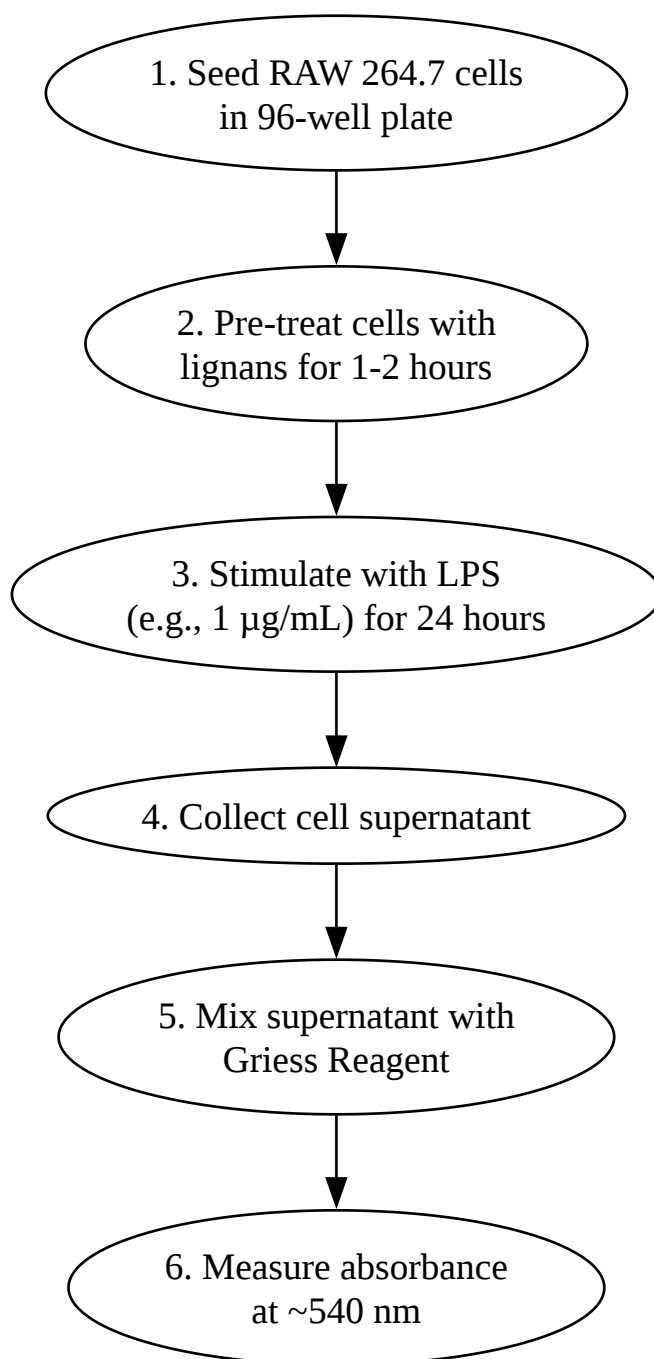 1. Seed RAW 264.7 cells
in 96-well plate
2. Pre-treat cells with
lignans for 1-2 hours
3. Stimulate with LPS
(e.g., 1 µg/mL) for 24 hours
4. Collect cell supernatant
5. Mix supernatant with
Griess Reagent
6. Measure absorbance
at ~540 nm